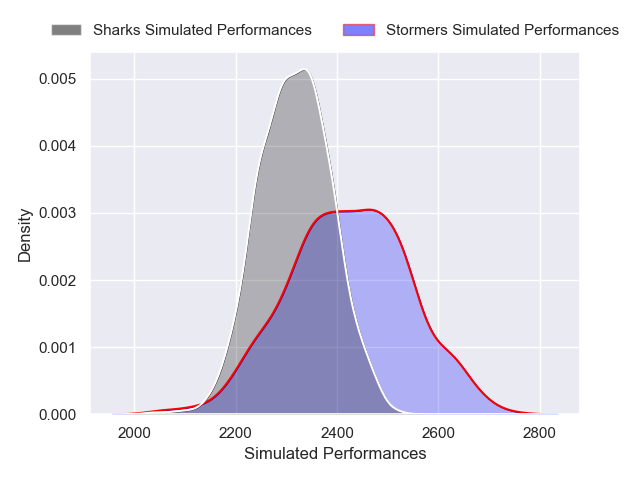 Sharks Simulated Performances
Stormers Simulated Performances
0.005
0.004
0.003
0.002
0.001
0.000
Density
2000
2200
2400
2600
2800
Simulated Performances